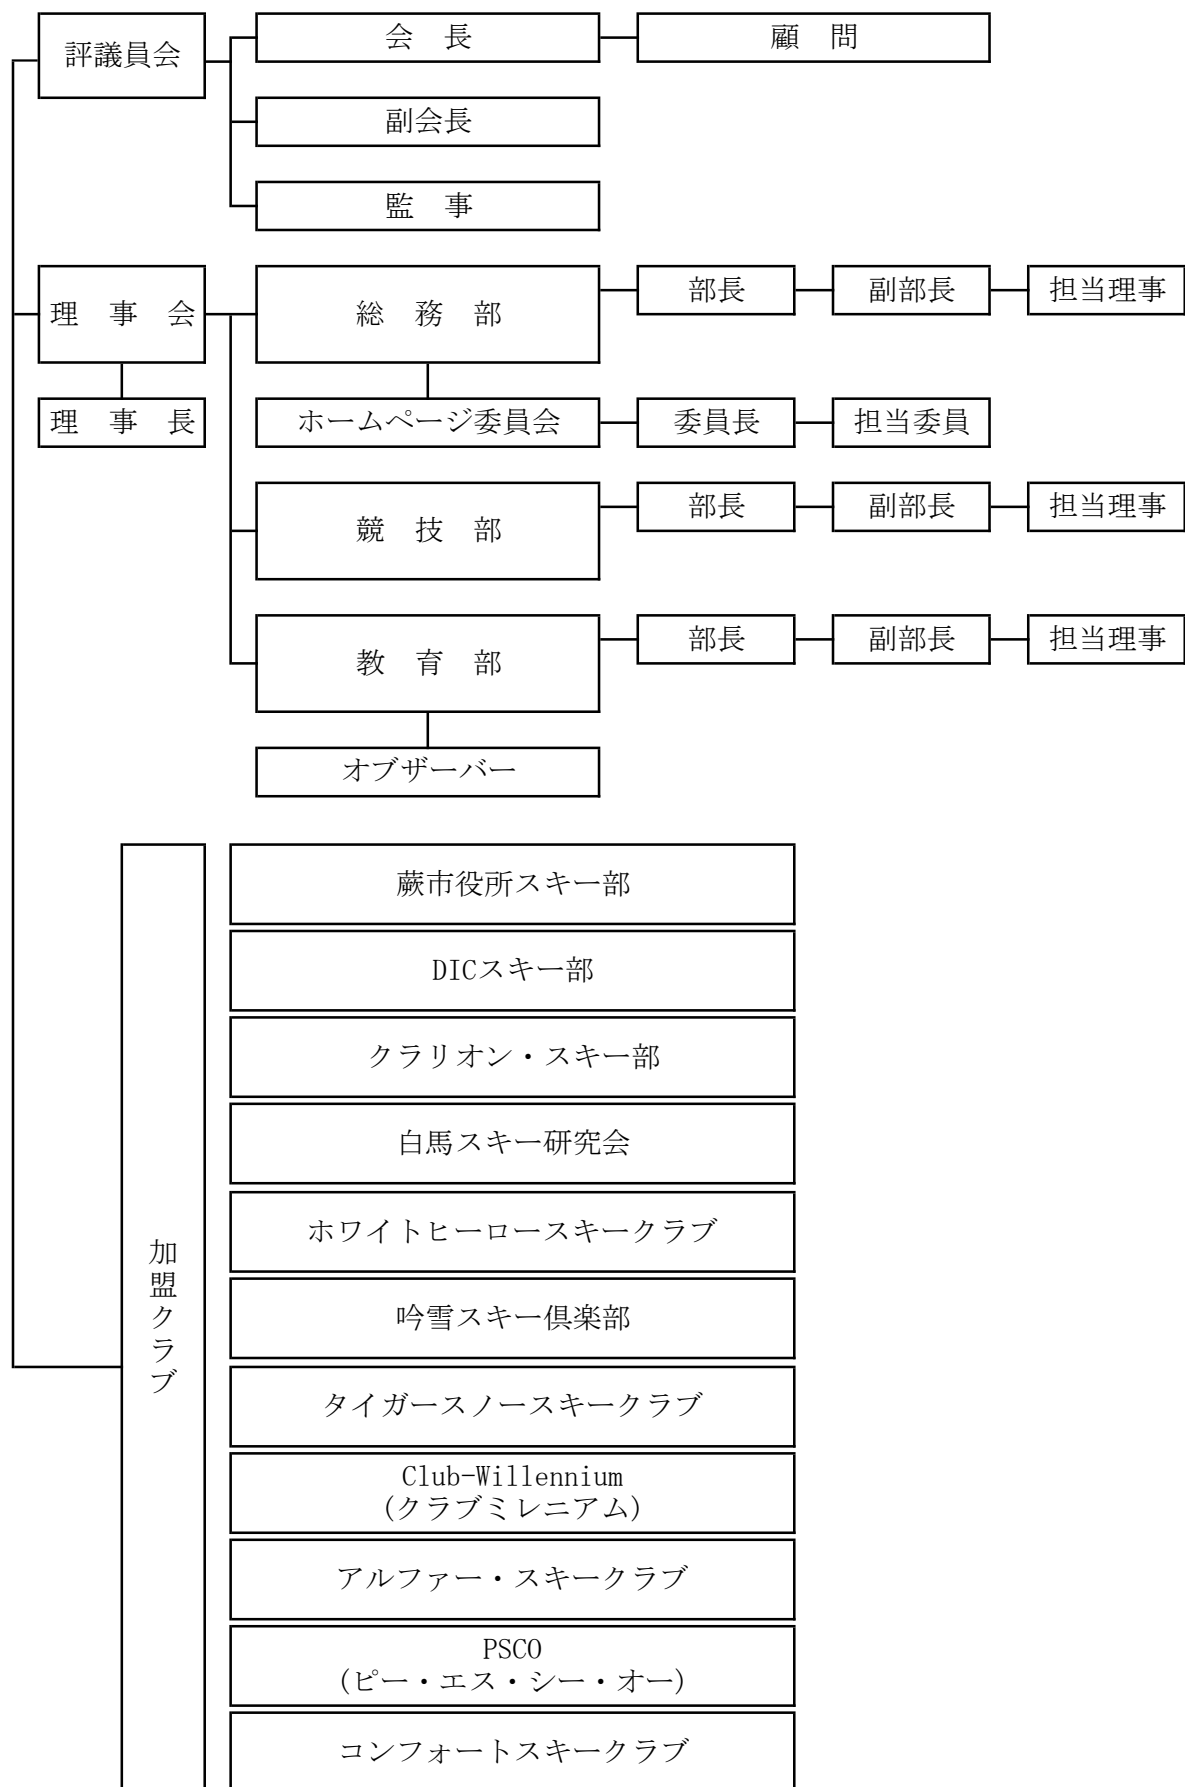 評議員会
会　長
顧　問
副会長
監　事
理　事　会
総　務　部
部長
副部長
担当理事
理　事　長
ホームページ委員会
委員長
担当委員
競　技　部
部長
副部長
担当理事
教　育　部
部長
副部長
担当理事
オブザーバー
加盟クラブ
蕨市役所スキー部
DICスキー部
クラリオン・スキー部
白馬スキー研究会
ホワイトヒーロースキークラブ
吟雪スキー倶楽部
タイガースノースキークラブ
Club-Willennium
(クラブミレニアム)
アルファー・スキークラブ
PSCO
(ピー・エス・シー・オー)
コンフォートスキークラブ